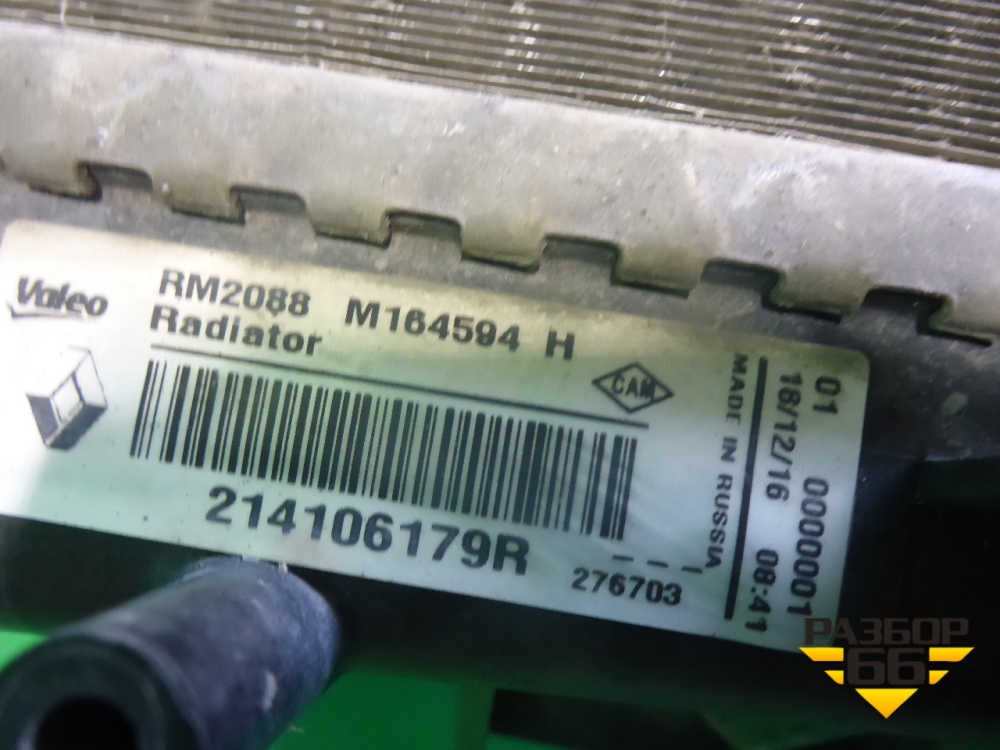 Valeo
RM2088 M164594 H
Radiator
CAM
214106179R
276703
MADE IN RUSSIA
01 0000001
18/12/16 08:41
РАЗБОР
66